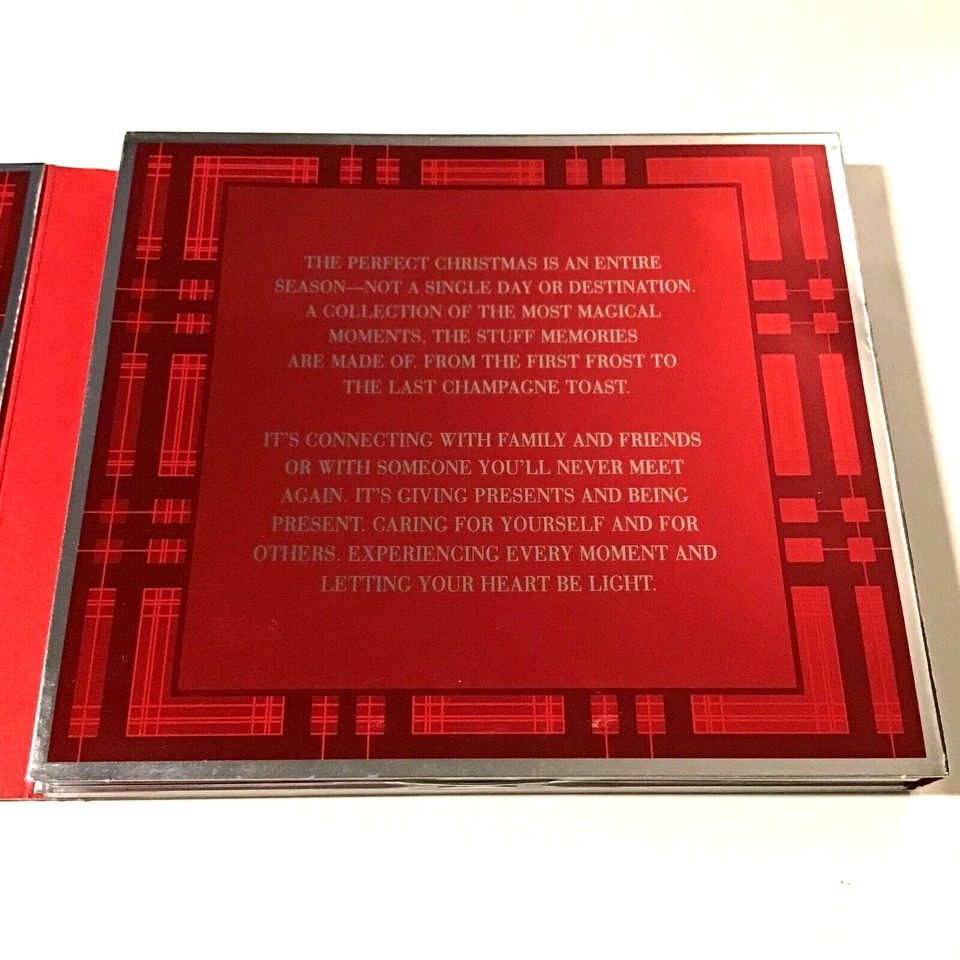 THE PERFECT CHRISTMAS IS AN ENTIRE
SEASON—NOT A SINGLE DAY OR DESTINATION.
A COLLECTION OF THE MOST MAGICAL
MOMENTS, THE STUFF MEMORIES
ARE MADE OF. FROM THE FIRST FROST TO
THE LAST CHAMPAGNE TOAST.
IT'S CONNECTING WITH FAMILY AND FRIENDS
OR WITH SOMEONE YOU'LL NEVER MEET
AGAIN. IT'S GIVING PRESENTS AND BEING
PRESENT. CARING FOR YOURSELF AND FOR
OTHERS. EXPERIENCING EVERY MOMENT AND
LETTING YOUR HEART BE LIGHT.